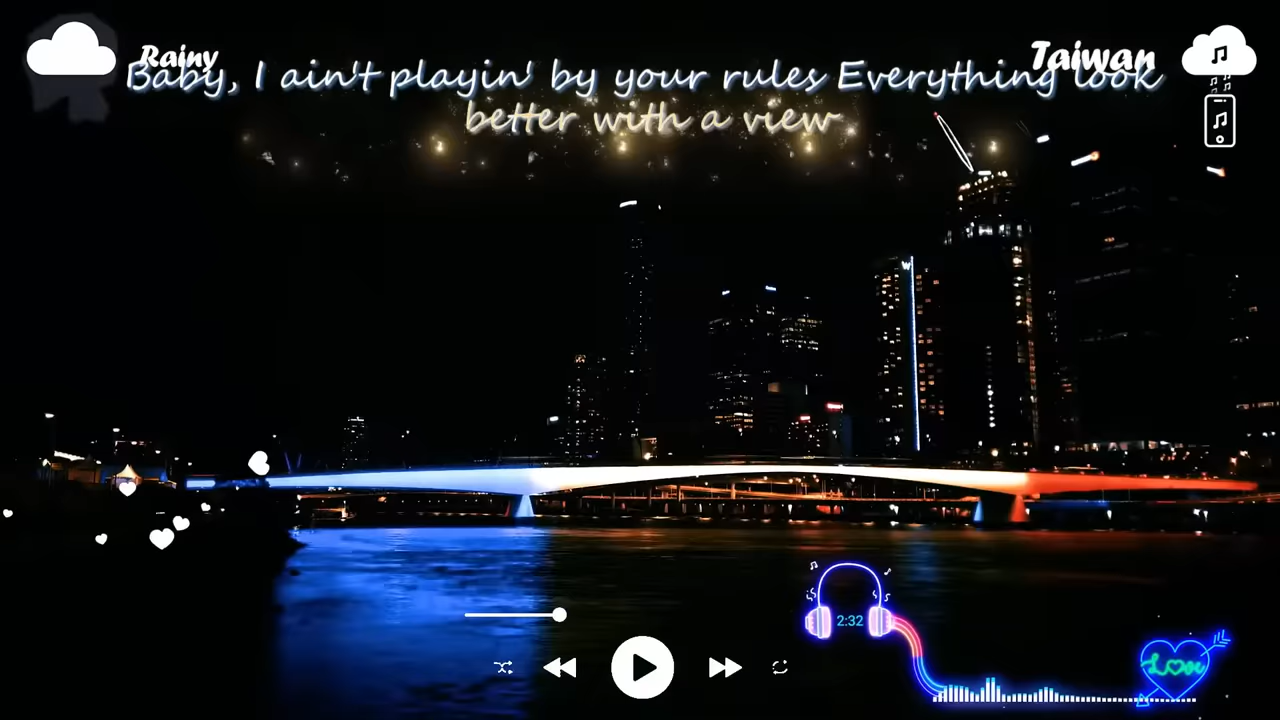 Rainy
Taiwan
Baby, I ain't playin' by your rules Everything look
better with a view
W
2:32
Love